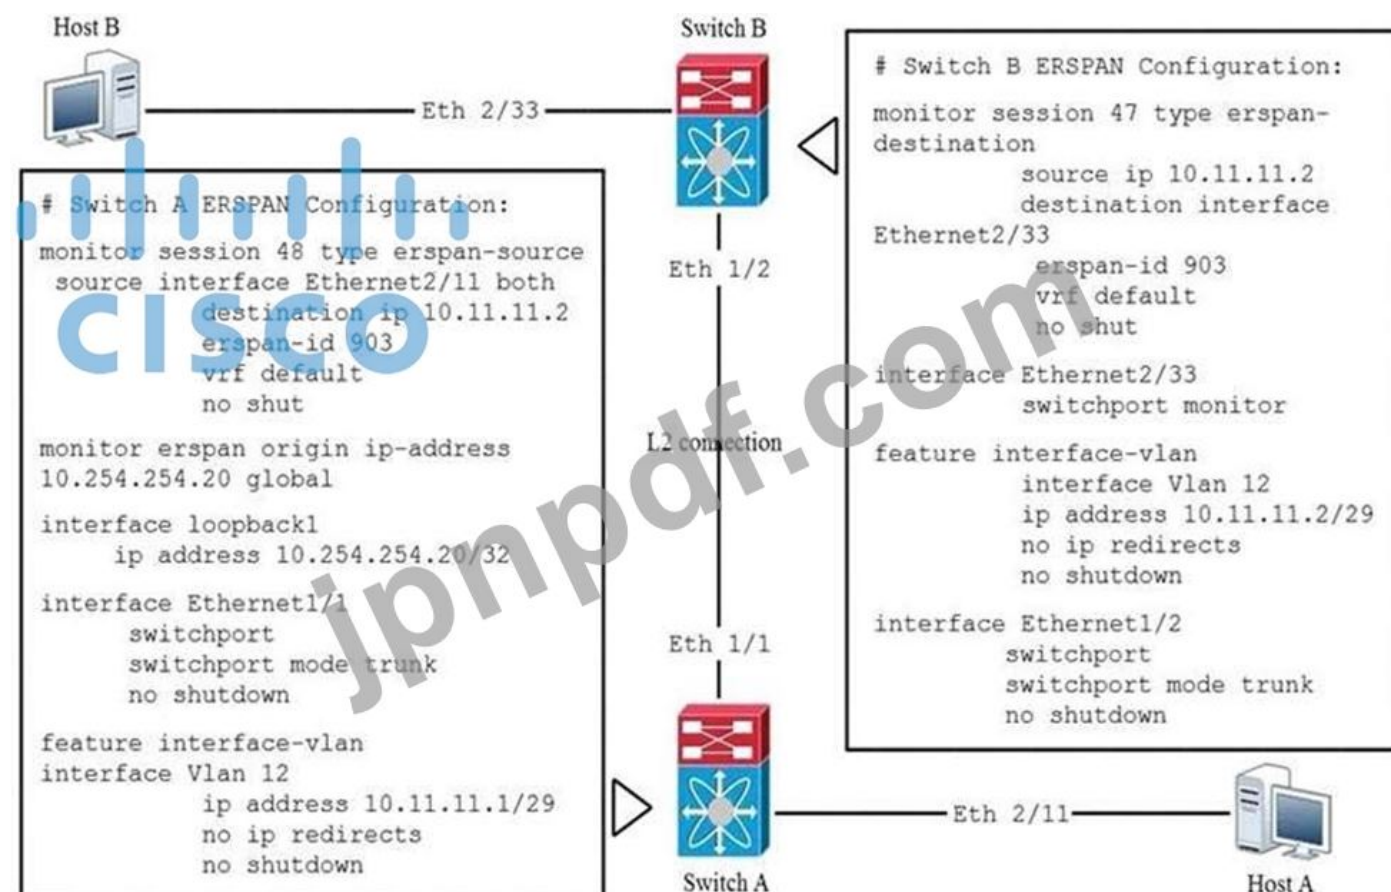 Host B
Switch B
Eth 2/33
# Switch A ERSPAN Configuration:
monitor session 48 type erspan-source
source interface Ethernet2/11 both
destination ip 10.11.11.2
erspan-id 903
vrf default
no shut
monitor erspan origin ip-address
10.254.254.20 global
interface loopback1
ip address 10.254.254.20/32
interface Ethernet1/1
switchport
switchport mode trunk
no shutdown
feature interface-vlan
interface Vlan 12
ip address 10.11.11.1/29
no ip redirects
no shutdown
CISCO
Eth 1/2
L2 connection
Eth 1/1
# Switch B ERSPAN Configuration:
monitor session 47 type erspan-
destination
source ip 10.11.11.2
destination interface
Ethernet2/33
erspan-id 903
vrf default
no shut
interface Ethernet2/33
switchport monitor
feature interface-vlan
interface Vlan 12
ip address 10.11.11.2/29
no ip redirects
no shutdown
interface Ethernet1/2
switchport
switchport mode trunk
no shutdown
Eth 2/11
Switch A
Host A
jpnpdf.com